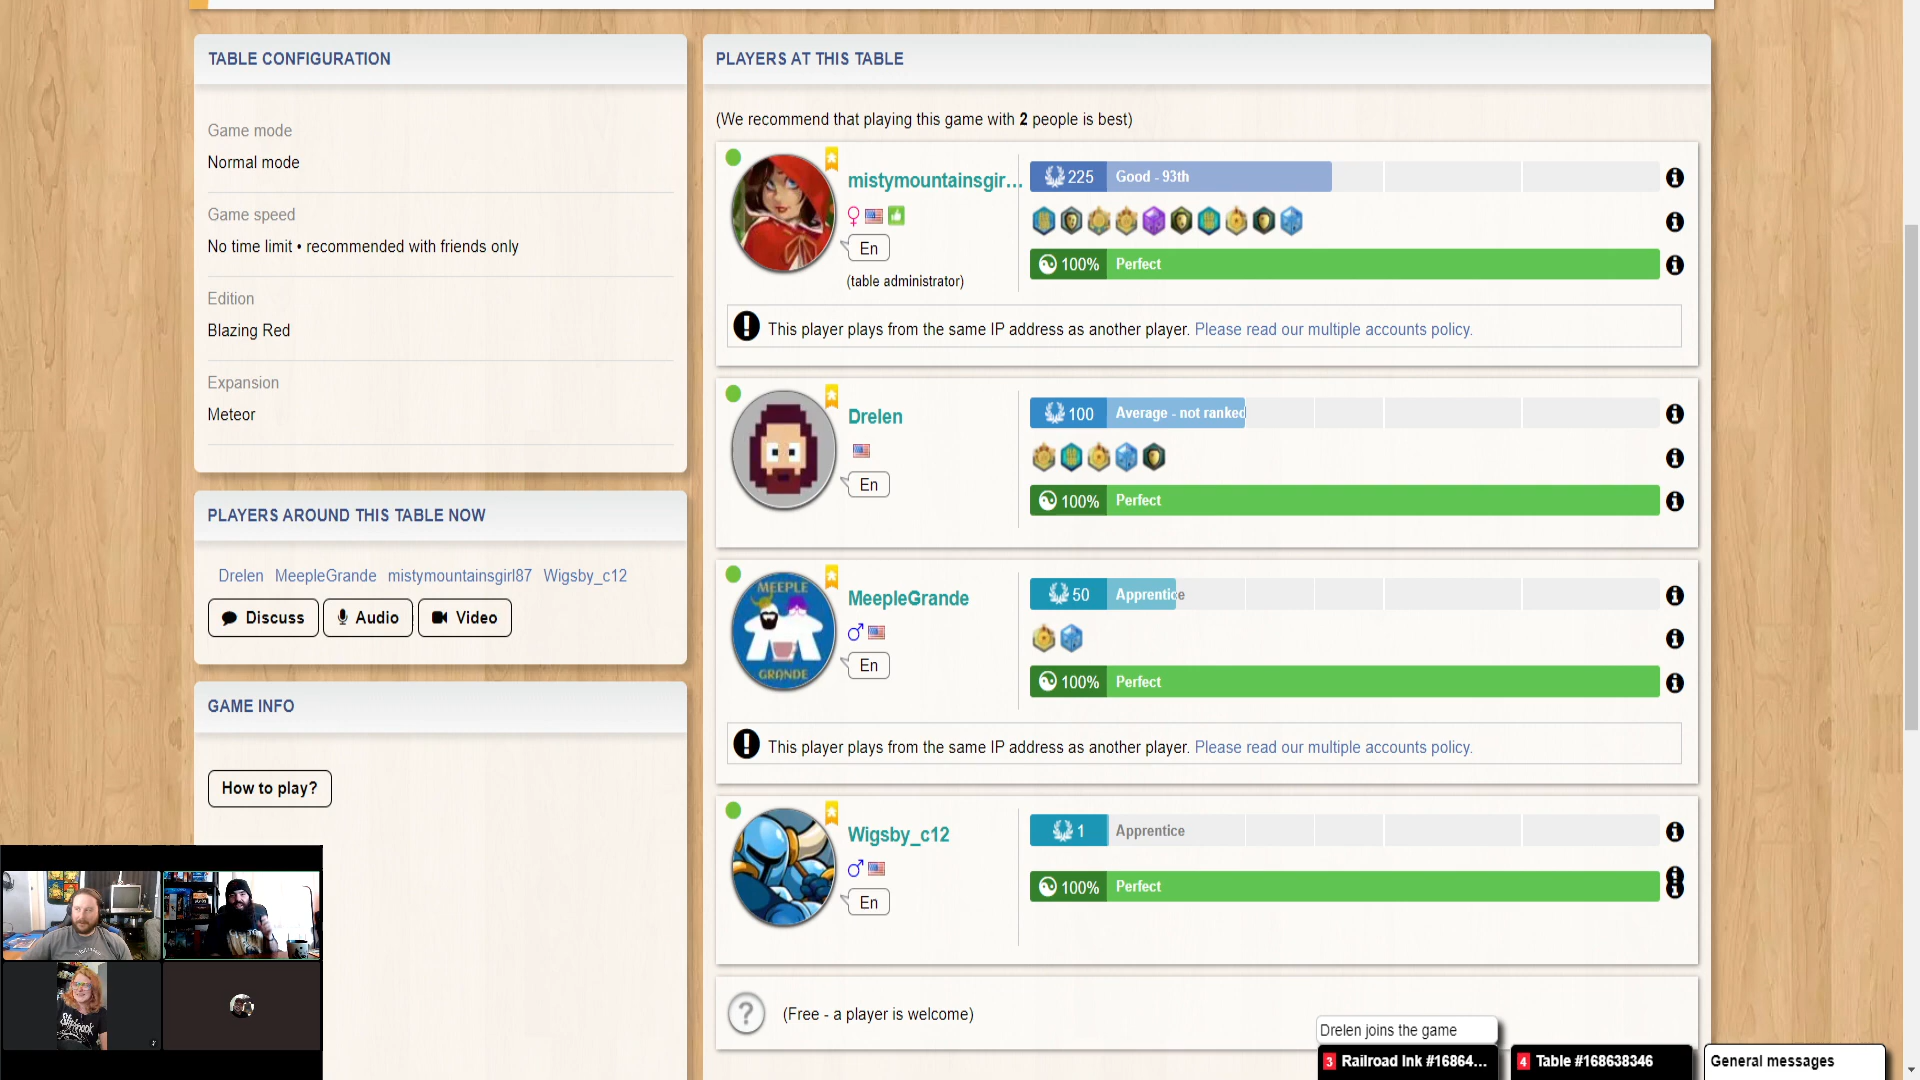 TABLE CONFIGURATION
Game mode
Normal mode
Game speed
No time limit • recommended with friends only
Edition
Blazing Red
Expansion
Meteor
PLAYERS AROUND THIS TABLE NOW
Drelen MeepleGrande mistymountainsgirl87 Wigsby_c12
Discuss Audio Video
GAME INFO
How to play?
PLAYERS AT THIS TABLE
(We recommend that playing this game with 2 people is best)
mistymountainsgir...
En
(table administrator)
225 Good - 93th
100% Perfect
This player plays from the same IP address as another player. Please read our multiple accounts policy.
Drelen
En
100 Average - not ranked
100% Perfect
MEEPLE
GRANDE
MeepleGrande
En
50 Apprentice
100% Perfect
This player plays from the same IP address as another player. Please read our multiple accounts policy.
Wigsby_c12
En
1 Apprentice
100% Perfect
? (Free - a player is welcome)
Drelen joins the game
3 Railroad Ink #16864...
4 Table #168638346
General messages